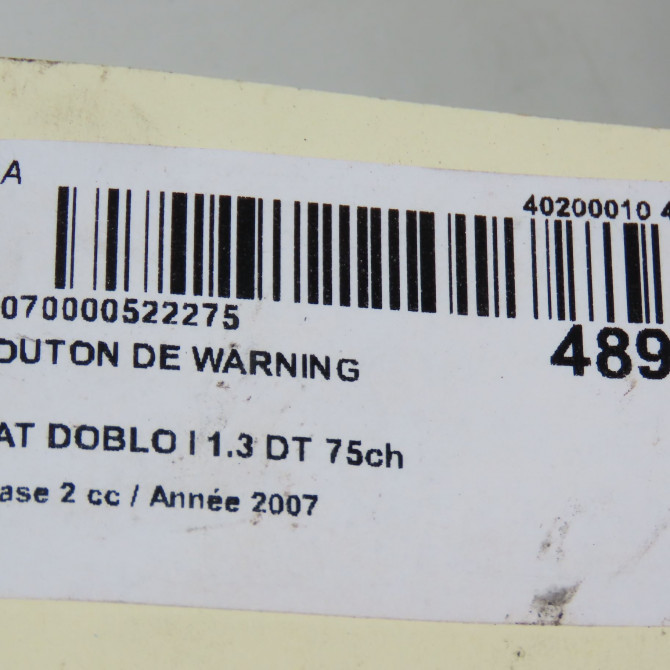 A
40200010 4
070000522275
OUTON DE WARNING
489
AT DOBLO I 1.3 DT 75ch
ase 2 cc / Année 2007